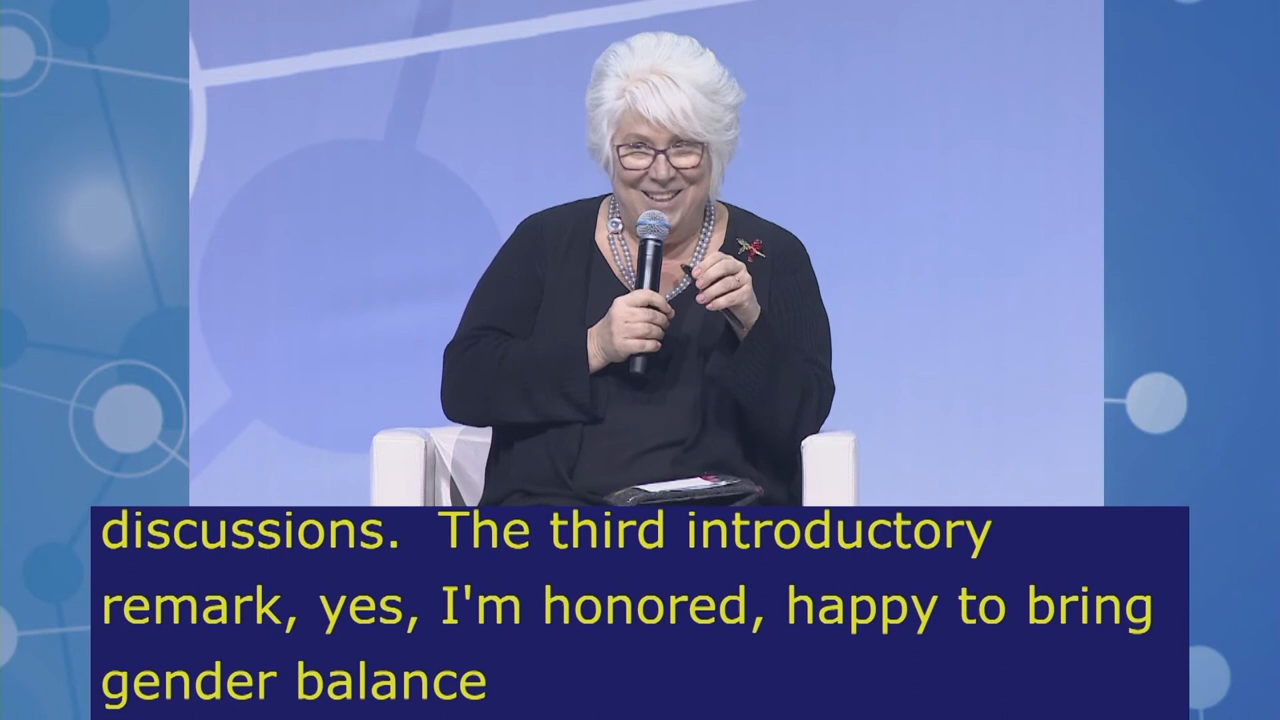 discussions.  The third introductory
remark, yes, I'm honored, happy to bring
gender balance